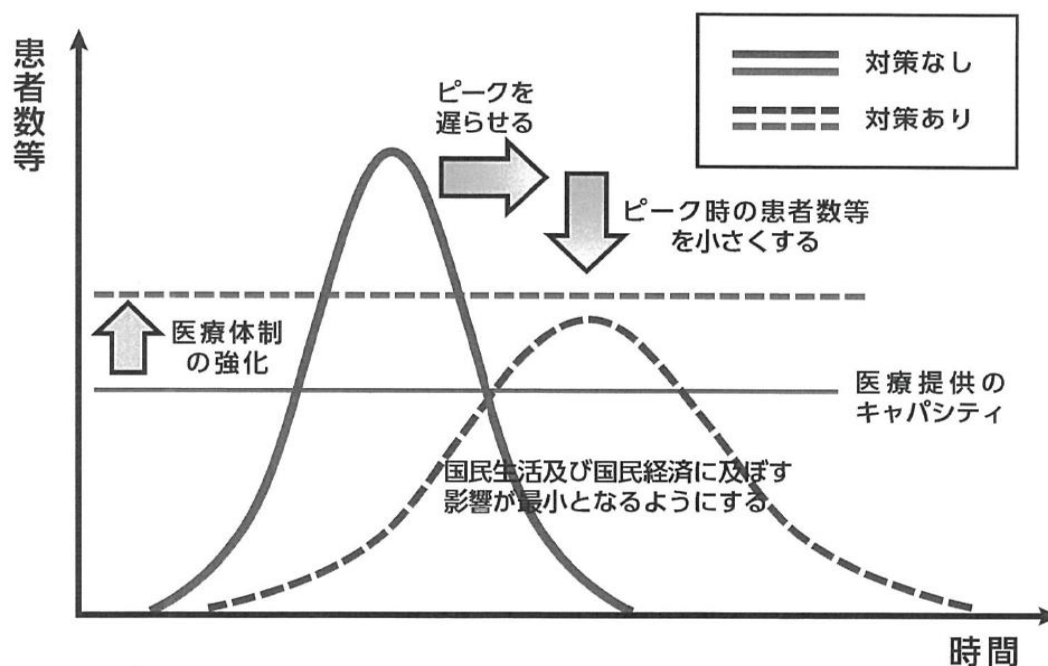 患者数等
対策なし
対策あり
ピークを
遅らせる
ピーク時の患者数等
を小さくする
医療体制
の強化
医療提供の
キャパシティ
国民生活及び国民経済に及ぼす
影響が最小となるようにする
時間